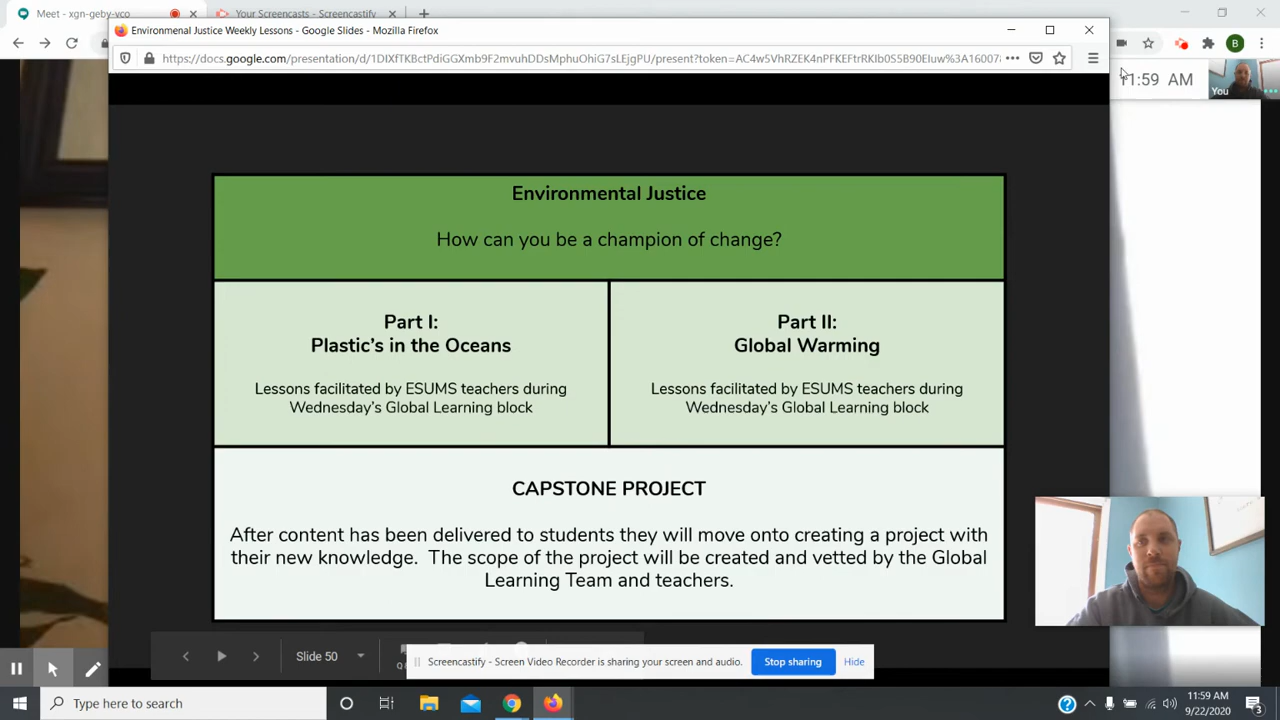 Meet - xgn-geby-vco
Your Screencasts - Screencastify
Environmenal Justice Weekly Lessons - Google Slides - Mozilla Firefox
11:59 AM
You
B
Environmental Justice
How can you be a champion of change?
Part I:
Plastic's in the Oceans
Lessons facilitated by ESUMS teachers during
Wednesday's Global Learning block
Part II:
Global Warming
Lessons facilitated by ESUMS teachers during
Wednesday's Global Learning block
CAPSTONE PROJECT
After content has been delivered to students they will move onto creating a project with
their new knowledge. The scope of the project will be created and vetted by the Global
Learning Team and teachers.
Slide 50
Screencastify - Screen Video Recorder is sharing your screen and audio.
Stop sharing
Hide
Type here to search
11:59 AM
9/22/2020
3